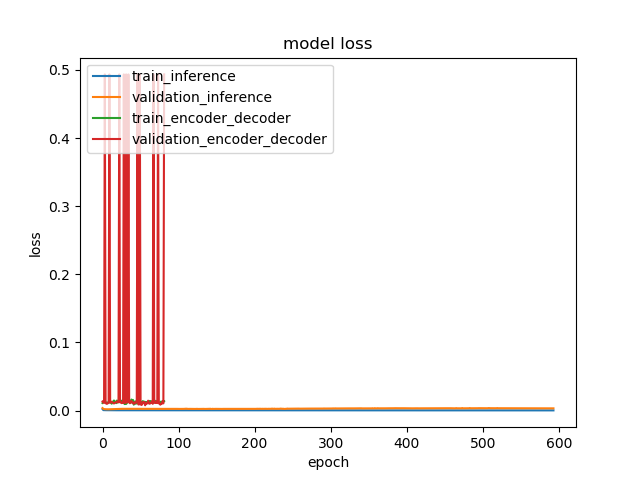 model loss
train_inference
validation_inference
train_encoder_decoder
validation_encoder_decoder
0.5
0.4
0.3
0.2
0.1
0.0
loss
0 100 200 300 400 500 600
epoch